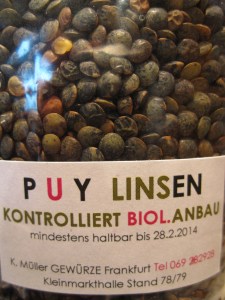 PUY LINSEN
KONTROLLIERT BIOL.ANBAU
mindestens haltbar bis 28.2.2014
K. Müller GEWÜRZE Frankfurt Tel 069 282928
Kleinmarkthalle Stand 78/79